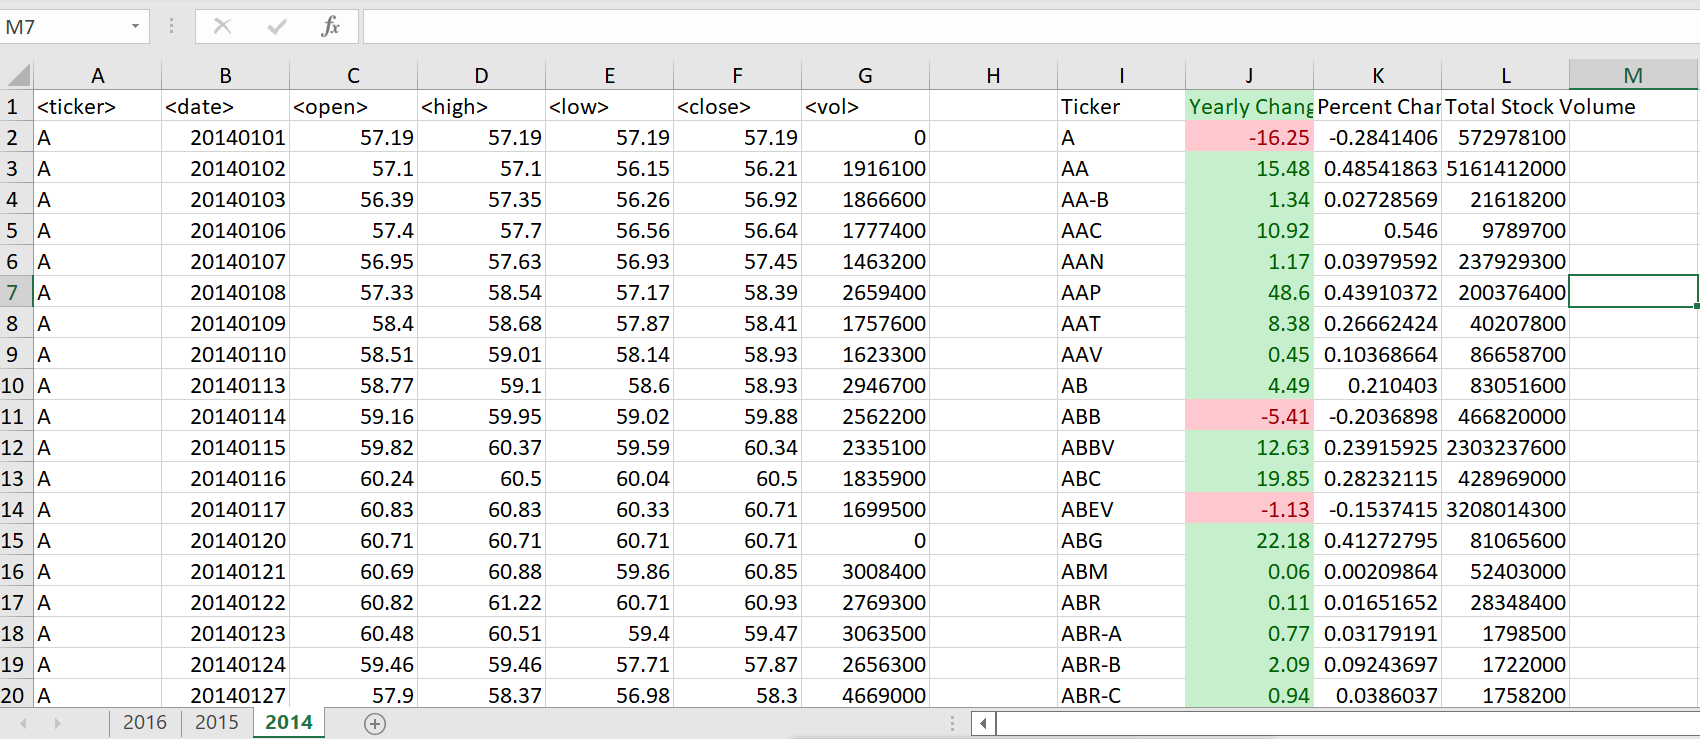 M7 fx
A B C D E F G H I J K L M
1 <ticker> <date> <open> <high> <low> <close> <vol> Ticker Yearly Chang Percent Char Total Stock Volume
2 A 20140101 57.19 57.19 57.19 57.19 0 A -16.25 -0.2841406 572978100
3 A 20140102 57.1 57.1 56.15 56.21 1916100 AA 15.48 0.48541863 5161412000
4 A 20140103 56.39 57.35 56.26 56.92 1866600 AA-B 1.34 0.02728569 21618200
5 A 20140106 57.4 57.7 56.56 56.64 1777400 AAC 10.92 0.546 9789700
6 A 20140107 56.95 57.63 56.93 57.45 1463200 AAN 1.17 0.03979592 237929300
7 A 20140108 57.33 58.54 57.17 58.39 2659400 AAP 48.6 0.43910372 200376400
8 A 20140109 58.4 58.68 57.87 58.41 1757600 AAT 8.38 0.26662424 40207800
9 A 20140110 58.51 59.01 58.14 58.93 1623300 AAV 0.45 0.10368664 86658700
10 A 20140113 58.77 59.1 58.6 58.93 2946700 AB 4.49 0.210403 83051600
11 A 20140114 59.16 59.95 59.02 59.88 2562200 ABB -5.41 -0.2036898 466820000
12 A 20140115 59.82 60.37 59.59 60.34 2335100 ABBV 12.63 0.23915925 2303237600
13 A 20140116 60.24 60.5 60.04 60.5 1835900 ABC 19.85 0.28232115 428969000
14 A 20140117 60.83 60.83 60.33 60.71 1699500 ABEV -1.13 -0.1537415 3208014300
15 A 20140120 60.71 60.71 60.71 60.71 0 ABG 22.18 0.41272795 81065600
16 A 20140121 60.69 60.88 59.86 60.85 3008400 ABM 0.06 0.00209864 52403000
17 A 20140122 60.82 61.22 60.71 60.93 2769300 ABR 0.11 0.01651652 28348400
18 A 20140123 60.48 60.51 59.4 59.47 3063500 ABR-A 0.77 0.03179191 1798500
19 A 20140124 59.46 59.46 57.71 57.87 2656300 ABR-B 2.09 0.09243697 1722000
20 A 20140127 57.9 58.37 56.98 58.3 4669000 ABR-C 0.94 0.0386037 1758200
2016 2015 2014